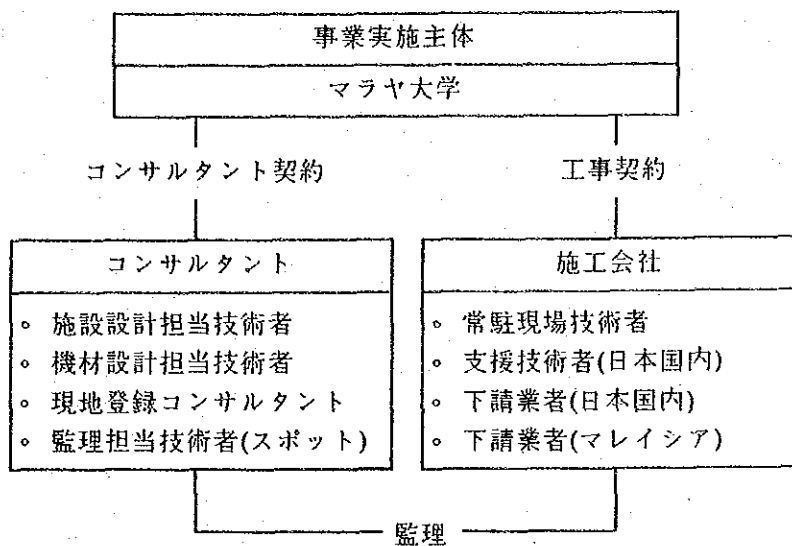 事業実施主体
マラヤ大学
コンサルタント契約
工事契約
コンサルタント
◦ 施設設計担当技術者
◦ 機材設計担当技術者
◦ 現地登録コンサルタント
◦ 監理担当技術者(スポット)
施工会社
◦ 常駐現場技術者
◦ 支援技術者(日本国内)
◦ 下請業者(日本国内)
◦ 下請業者(マレイシア)
監理